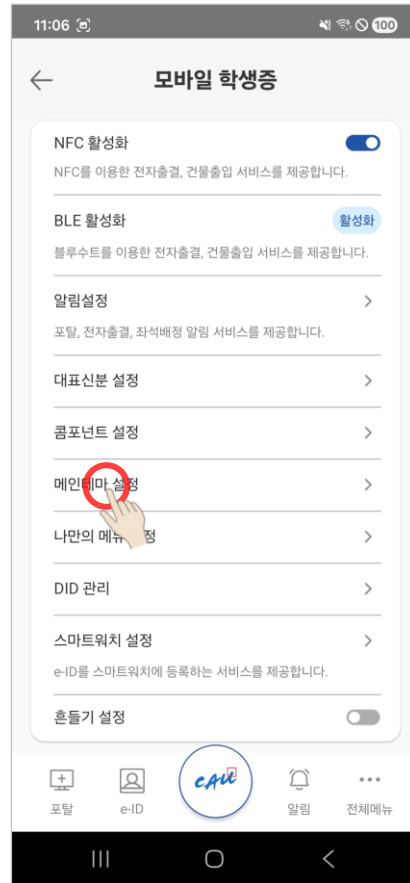 11:06
100
모바일 학생증
NFC 활성화
NFC를 이용한 전자출결, 건물출입 서비스를 제공합니다.
BLE 활성화
활성화
블루수트를 이용한 전자출결, 건물출입 서비스를 제공합니다.
알림설정
포탈, 전자출결, 좌석배정 알림 서비스를 제공합니다.
대표신분 설정
콤포넌트 설정
메인테마 설정
나만의 메뉴
DID 관리
스마트워치 설정
e-ID를 스마트워치에 등록하는 서비스를 제공합니다.
흔들기 설정
포탈
e-ID
CAU
알림
전체메뉴